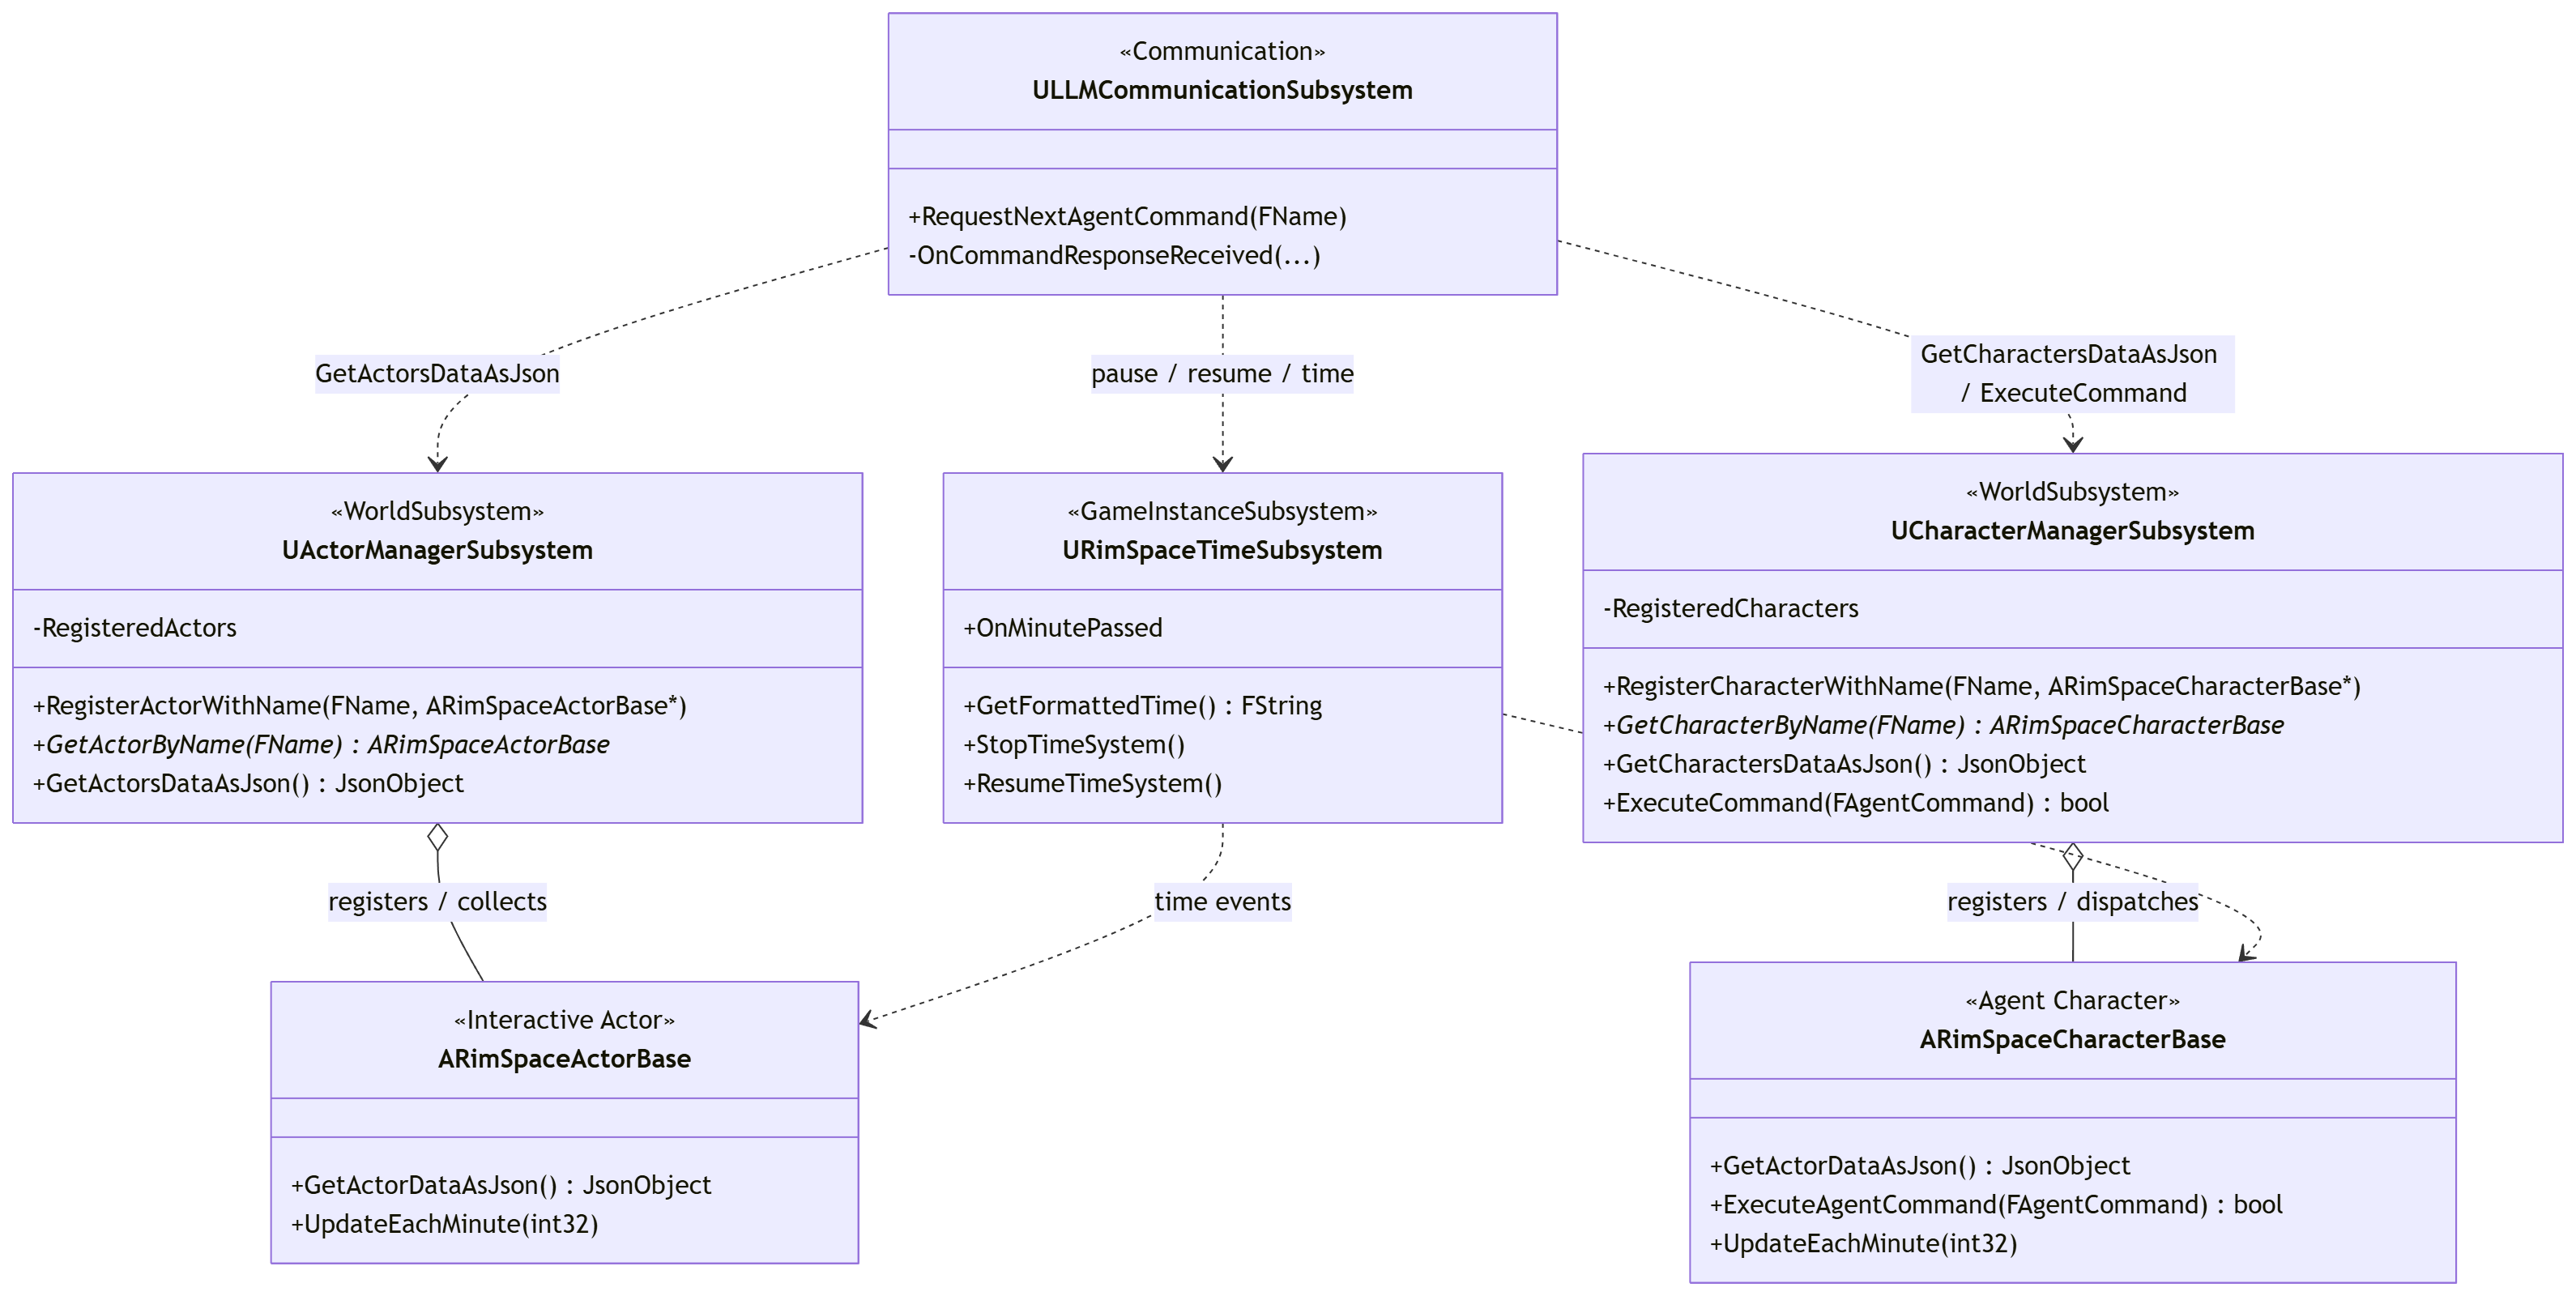 «Communication»
ULLMCommunicationSubsystem
+RequestNextAgentCommand(FName)
-OnCommandResponseReceived(...)
GetActorsDataAsJson
pause / resume / time
GetCharactersDataAsJson
/ ExecuteCommand
«WorldSubsystem»
UActorManagerSubsystem
-RegisteredActors
+RegisterActorWithName(FName, ARimSpaceActorBase*)
+GetActorByName(FName) : ARimSpaceActorBase
+GetActorsDataAsJson() : JsonObject
«GameInstanceSubsystem»
URimSpaceTimeSubsystem
+OnMinutePassed
+GetFormattedTime() : FString
+StopTimeSystem()
+ResumeTimeSystem()
«WorldSubsystem»
UCharacterManagerSubsystem
-RegisteredCharacters
+RegisterCharacterWithName(FName, ARimSpaceCharacterBase*)
+GetCharacterByName(FName) : ARimSpaceCharacterBase
+GetCharactersDataAsJson() : JsonObject
+ExecuteCommand(FAgentCommand) : bool
registers / collects
time events
registers / dispatches
«Interactive Actor»
ARimSpaceActorBase
+GetActorDataAsJson() : JsonObject
+UpdateEachMinute(int32)
«Agent Character»
ARimSpaceCharacterBase
+GetActorDataAsJson() : JsonObject
+ExecuteAgentCommand(FAgentCommand) : bool
+UpdateEachMinute(int32)